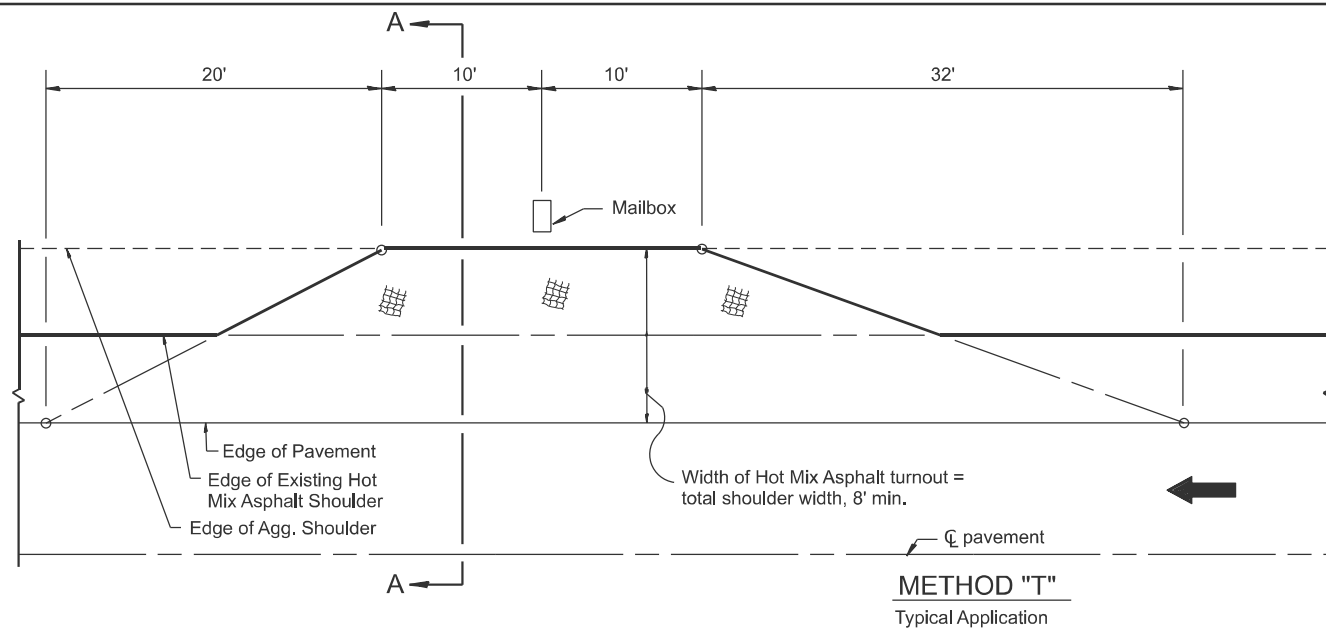 A
20'
10'
10'
32'
Mailbox
Edge of Pavement
Edge of Existing Hot
Mix Asphalt Shoulder
Edge of Agg. Shoulder
Width of Hot Mix Asphalt turnout =
total shoulder width, 8' min.
℄ pavement
A
METHOD "T"
Typical Application